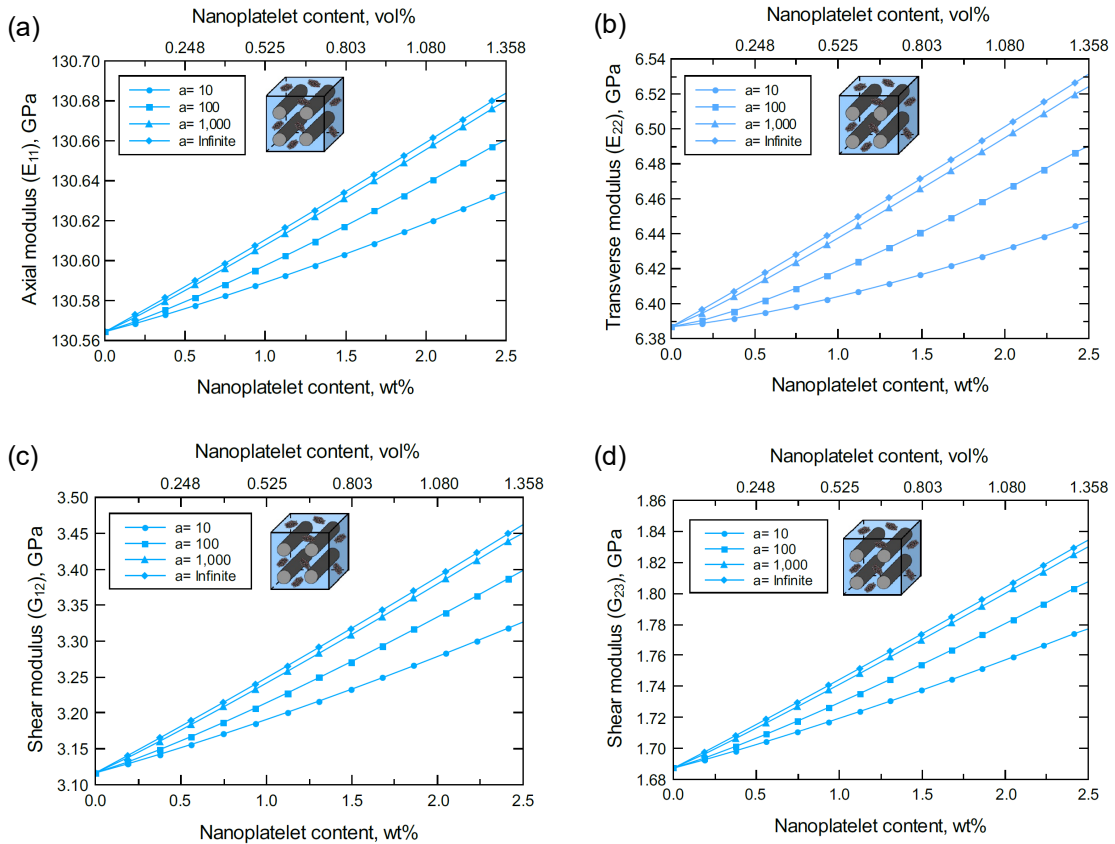 (a)
Nanoplatelet content, vol%
0.248 0.525 0.803 1.080 1.358
130.70
130.68
130.66
130.64
130.62
130.60
130.58
130.56
Axial modulus (E11), GPa
a= 10
a= 100
a= 1,000
a= Infinite
0.0 0.5 1.0 1.5 2.0 2.5
Nanoplatelet content, wt%
(b)
Nanoplatelet content, vol%
0.248 0.525 0.803 1.080 1.358
6.54
6.52
6.50
6.48
6.46
6.44
6.42
6.40
6.38
Transverse modulus (E22), GPa
a= 10
a= 100
a= 1,000
a= Infinite
0.0 0.5 1.0 1.5 2.0 2.5
Nanoplatelet content, wt%
(c)
Nanoplatelet content, vol%
0.248 0.525 0.803 1.080 1.358
3.50
3.45
3.40
3.35
3.30
3.25
3.20
3.15
3.10
Shear modulus (G12), GPa
a= 10
a= 100
a= 1,000
a= Infinite
0.0 0.5 1.0 1.5 2.0 2.5
Nanoplatelet content, wt%
(d)
Nanoplatelet content, vol%
0.248 0.525 0.803 1.080 1.358
1.86
1.84
1.82
1.80
1.78
1.76
1.74
1.72
1.70
1.68
Shear modulus (G23), GPa
a= 10
a= 100
a= 1,000
a= Infinite
0.0 0.5 1.0 1.5 2.0 2.5
Nanoplatelet content, wt%